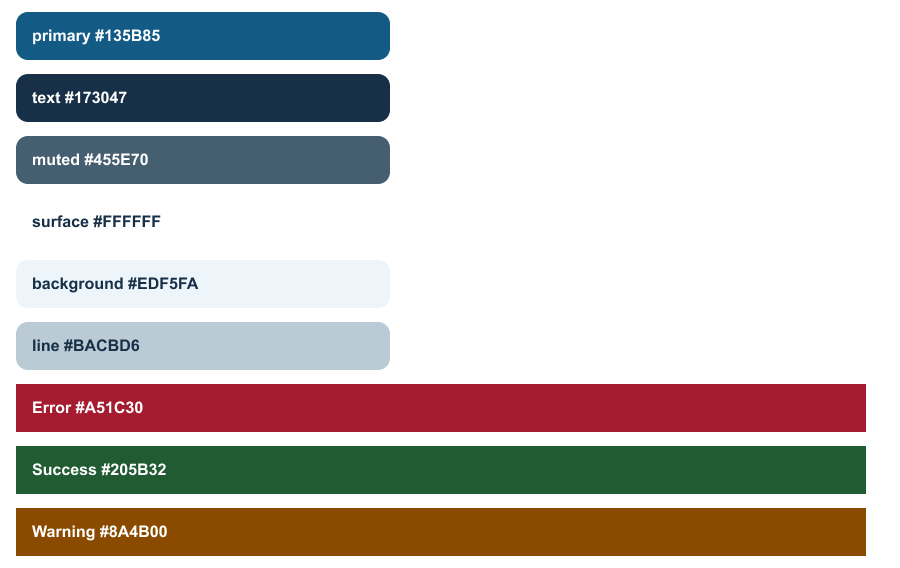 primary #135B85
text #173047
muted #455E70
surface #FFFFFF
background #EDF5FA
line #BACBD6
Error #A51C30
Success #205B32
Warning #8A4B00